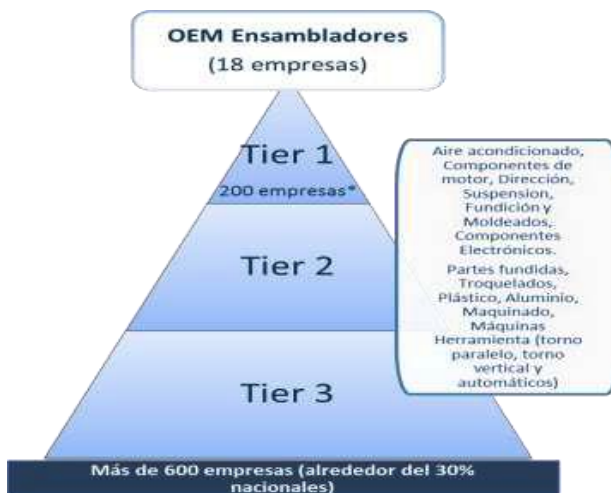 OEM Ensambladores
(18 empresas)
Tier 1
200 empresas*
Tier 2
Tier 3
Aire acondicionado,
Componentes de
motor, Dirección,
Suspension,
Fundición y
Moldeados,
Componentes
Electrónicos.
Partes fundidas,
Troquelados,
Plástico, Aluminio,
Maquinado,
Máquinas
Herramienta (torno
paralelo, torno
vertical y
automáticos)
Más de 600 empresas (alrededor del 30%
nacionales)